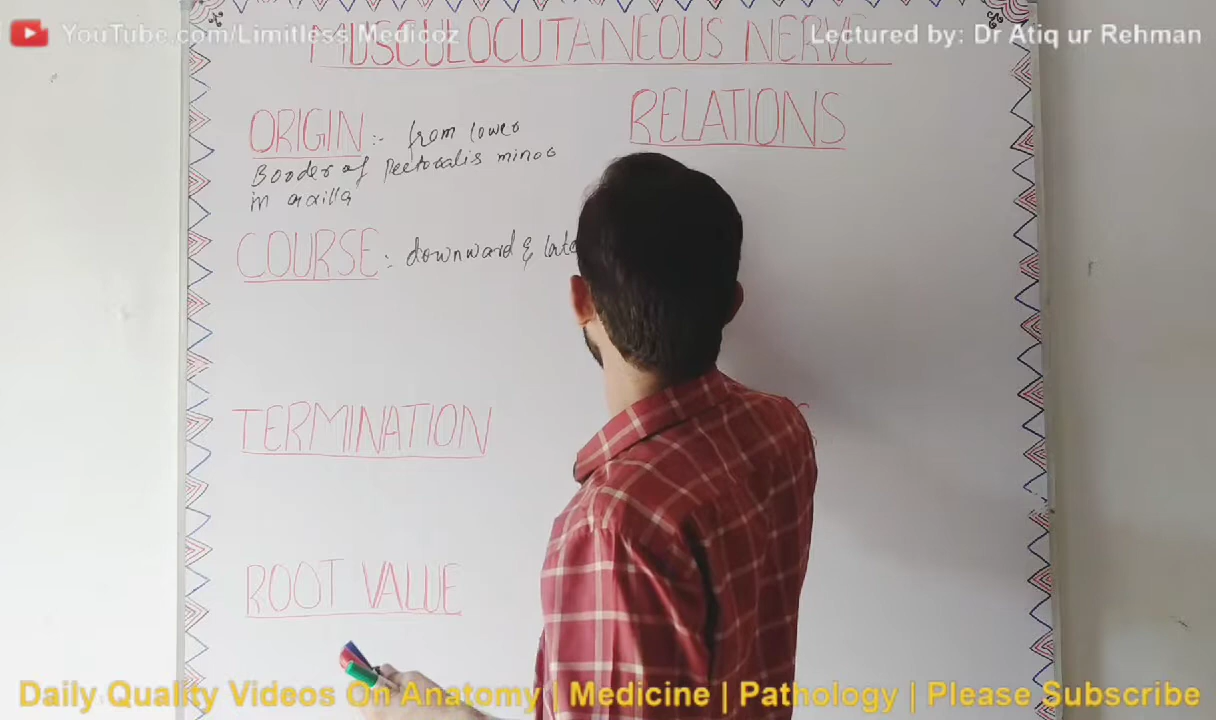 YouTube.com/Limitless Medicoz
Lectured by: Dr Atiq ur Rehman
MUSCULOCUTANEOUS NERVE
ORIGIN :- from lower
Border of Pectoralis minor
in axilla
COURSE :- downward & late
TERMINATION
ROOT VALUE
RELATIONS
Daily Quality Videos On Anatomy | Medicine | Pathology | Please Subscribe